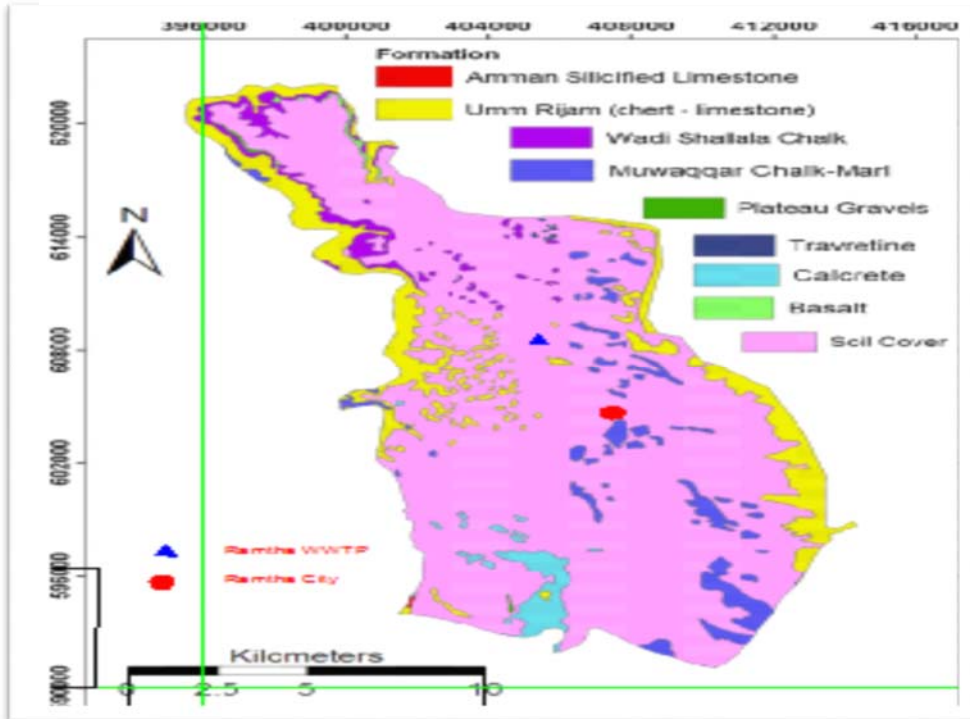 396000 400000 404000 408000 412000 416000
Formation
Amman Silicified Limestone
Umm Rijam (chert - limestone)
Wadi Shallala Chalk
Muwaqqar Chalk-Marl
Plateau Gravels
Travretine
Calcrete
Basalt
Soil Cover
N
620000
614000
608000
602000
596000
590000
Ramtha WWTP
Ramtha City
Kilometers
0 2.5 5 10